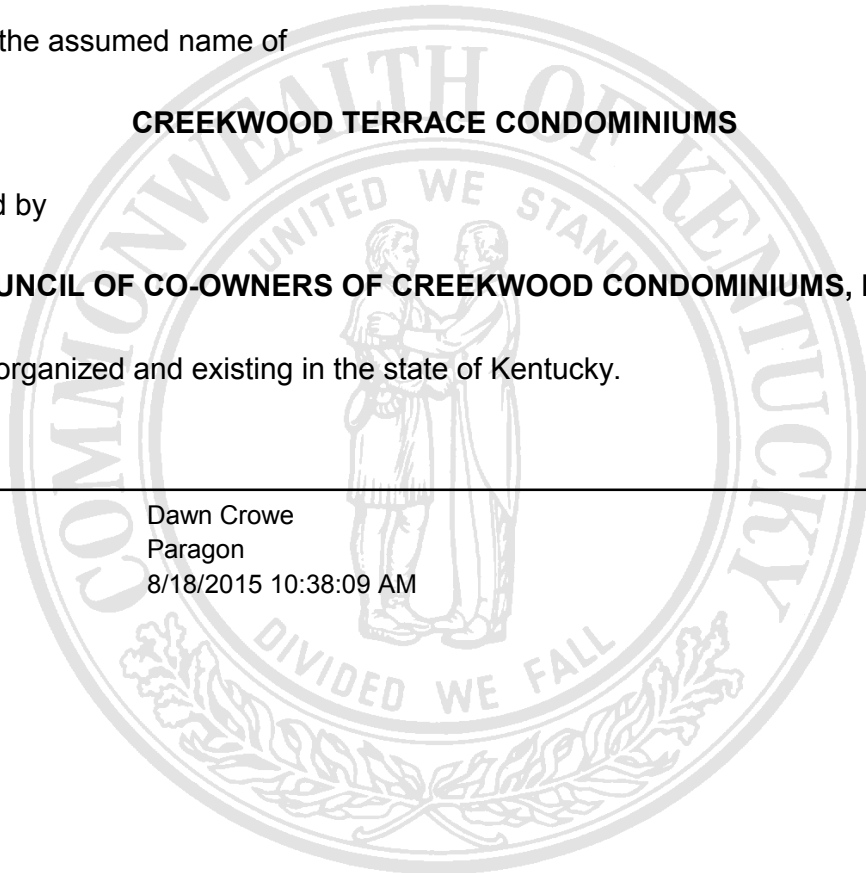 the assumed name of
CREEKWOOD TERRACE CONDOMINIUMS
d by
UNCIL OF CO-OWNERS OF CREEKWOOD CONDOMINIUMS,
organized and existing in the state of Kentucky.
Dawn Crowe
Paragon
8/18/2015 10:38:09 AM
COMMONWEALTH OF KENTUCKY
UNITED WE STAND
DIVIDED WE FALL